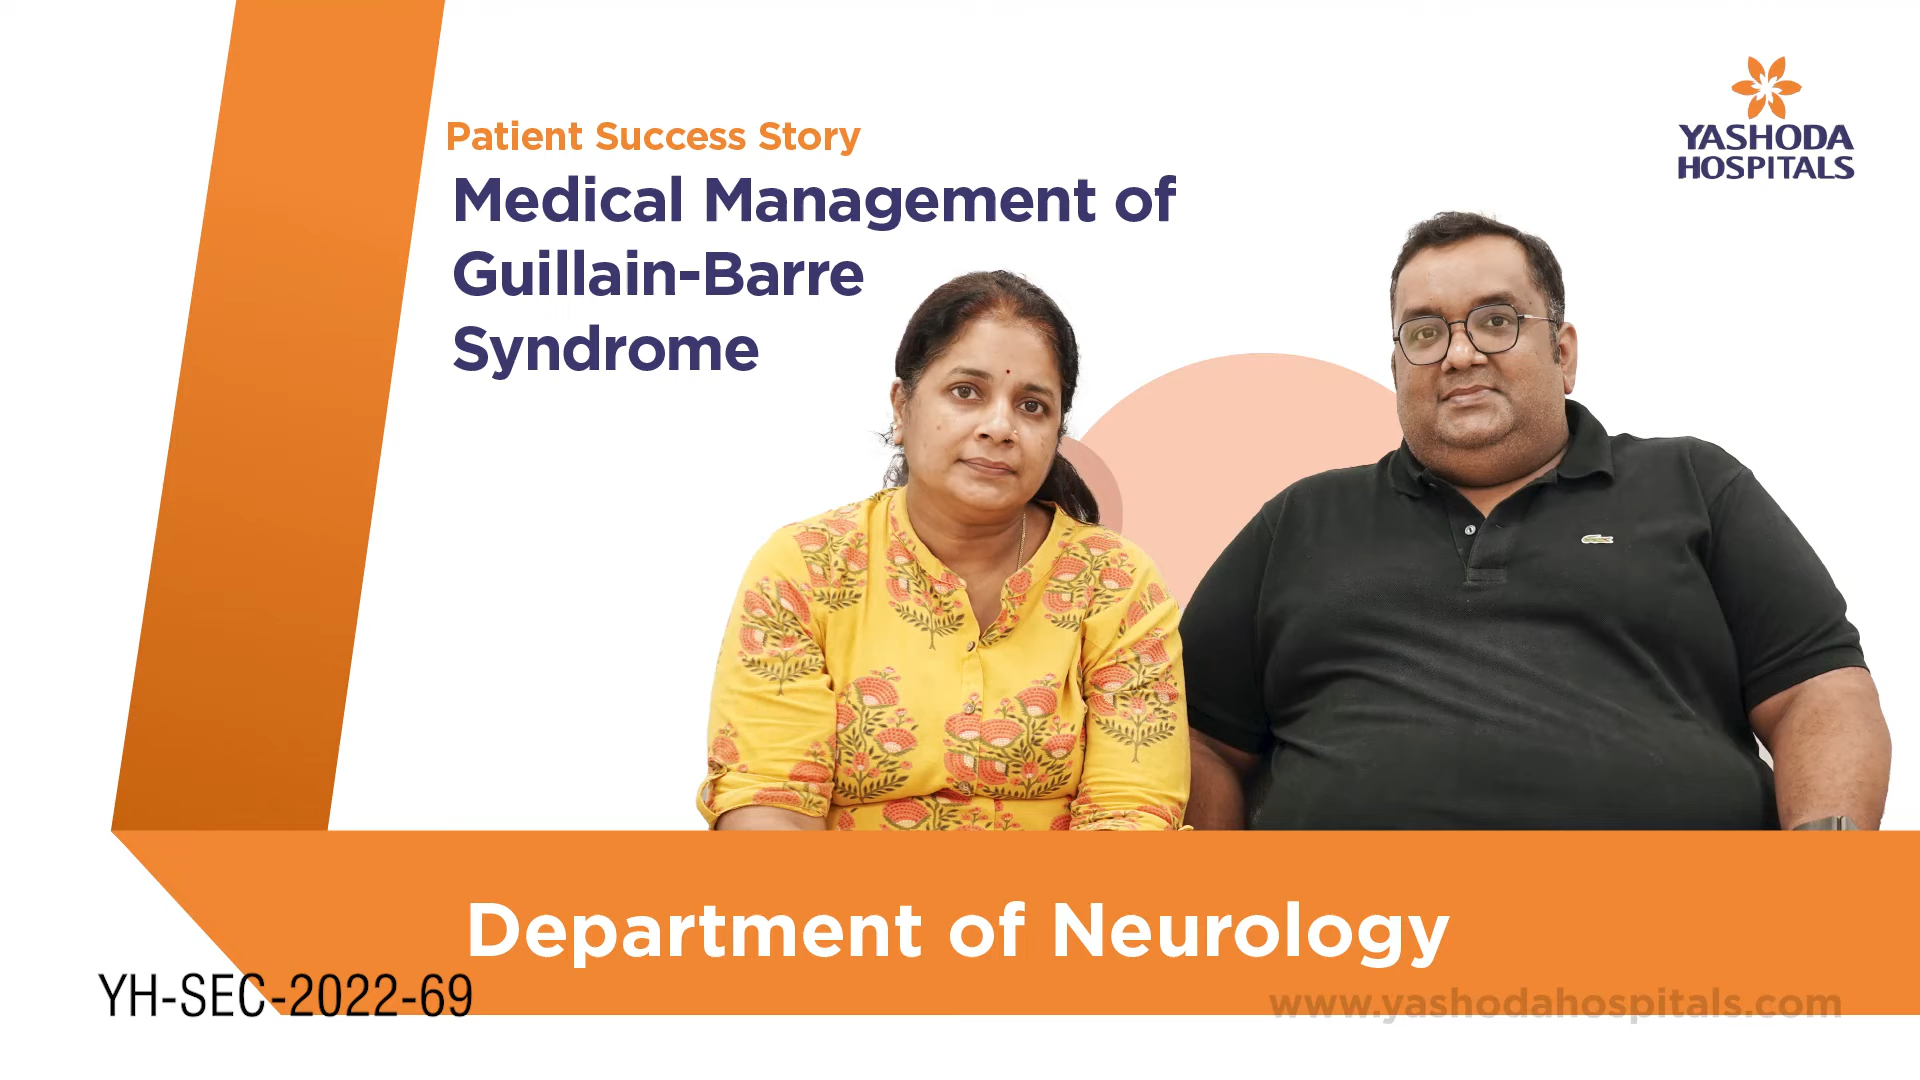 Patient Success Story
Medical Management of
Guillain-Barre
Syndrome
YASHODA
HOSPITALS
Department of Neurology
YH-SEC-2022-69
www.yashodahospitals.com